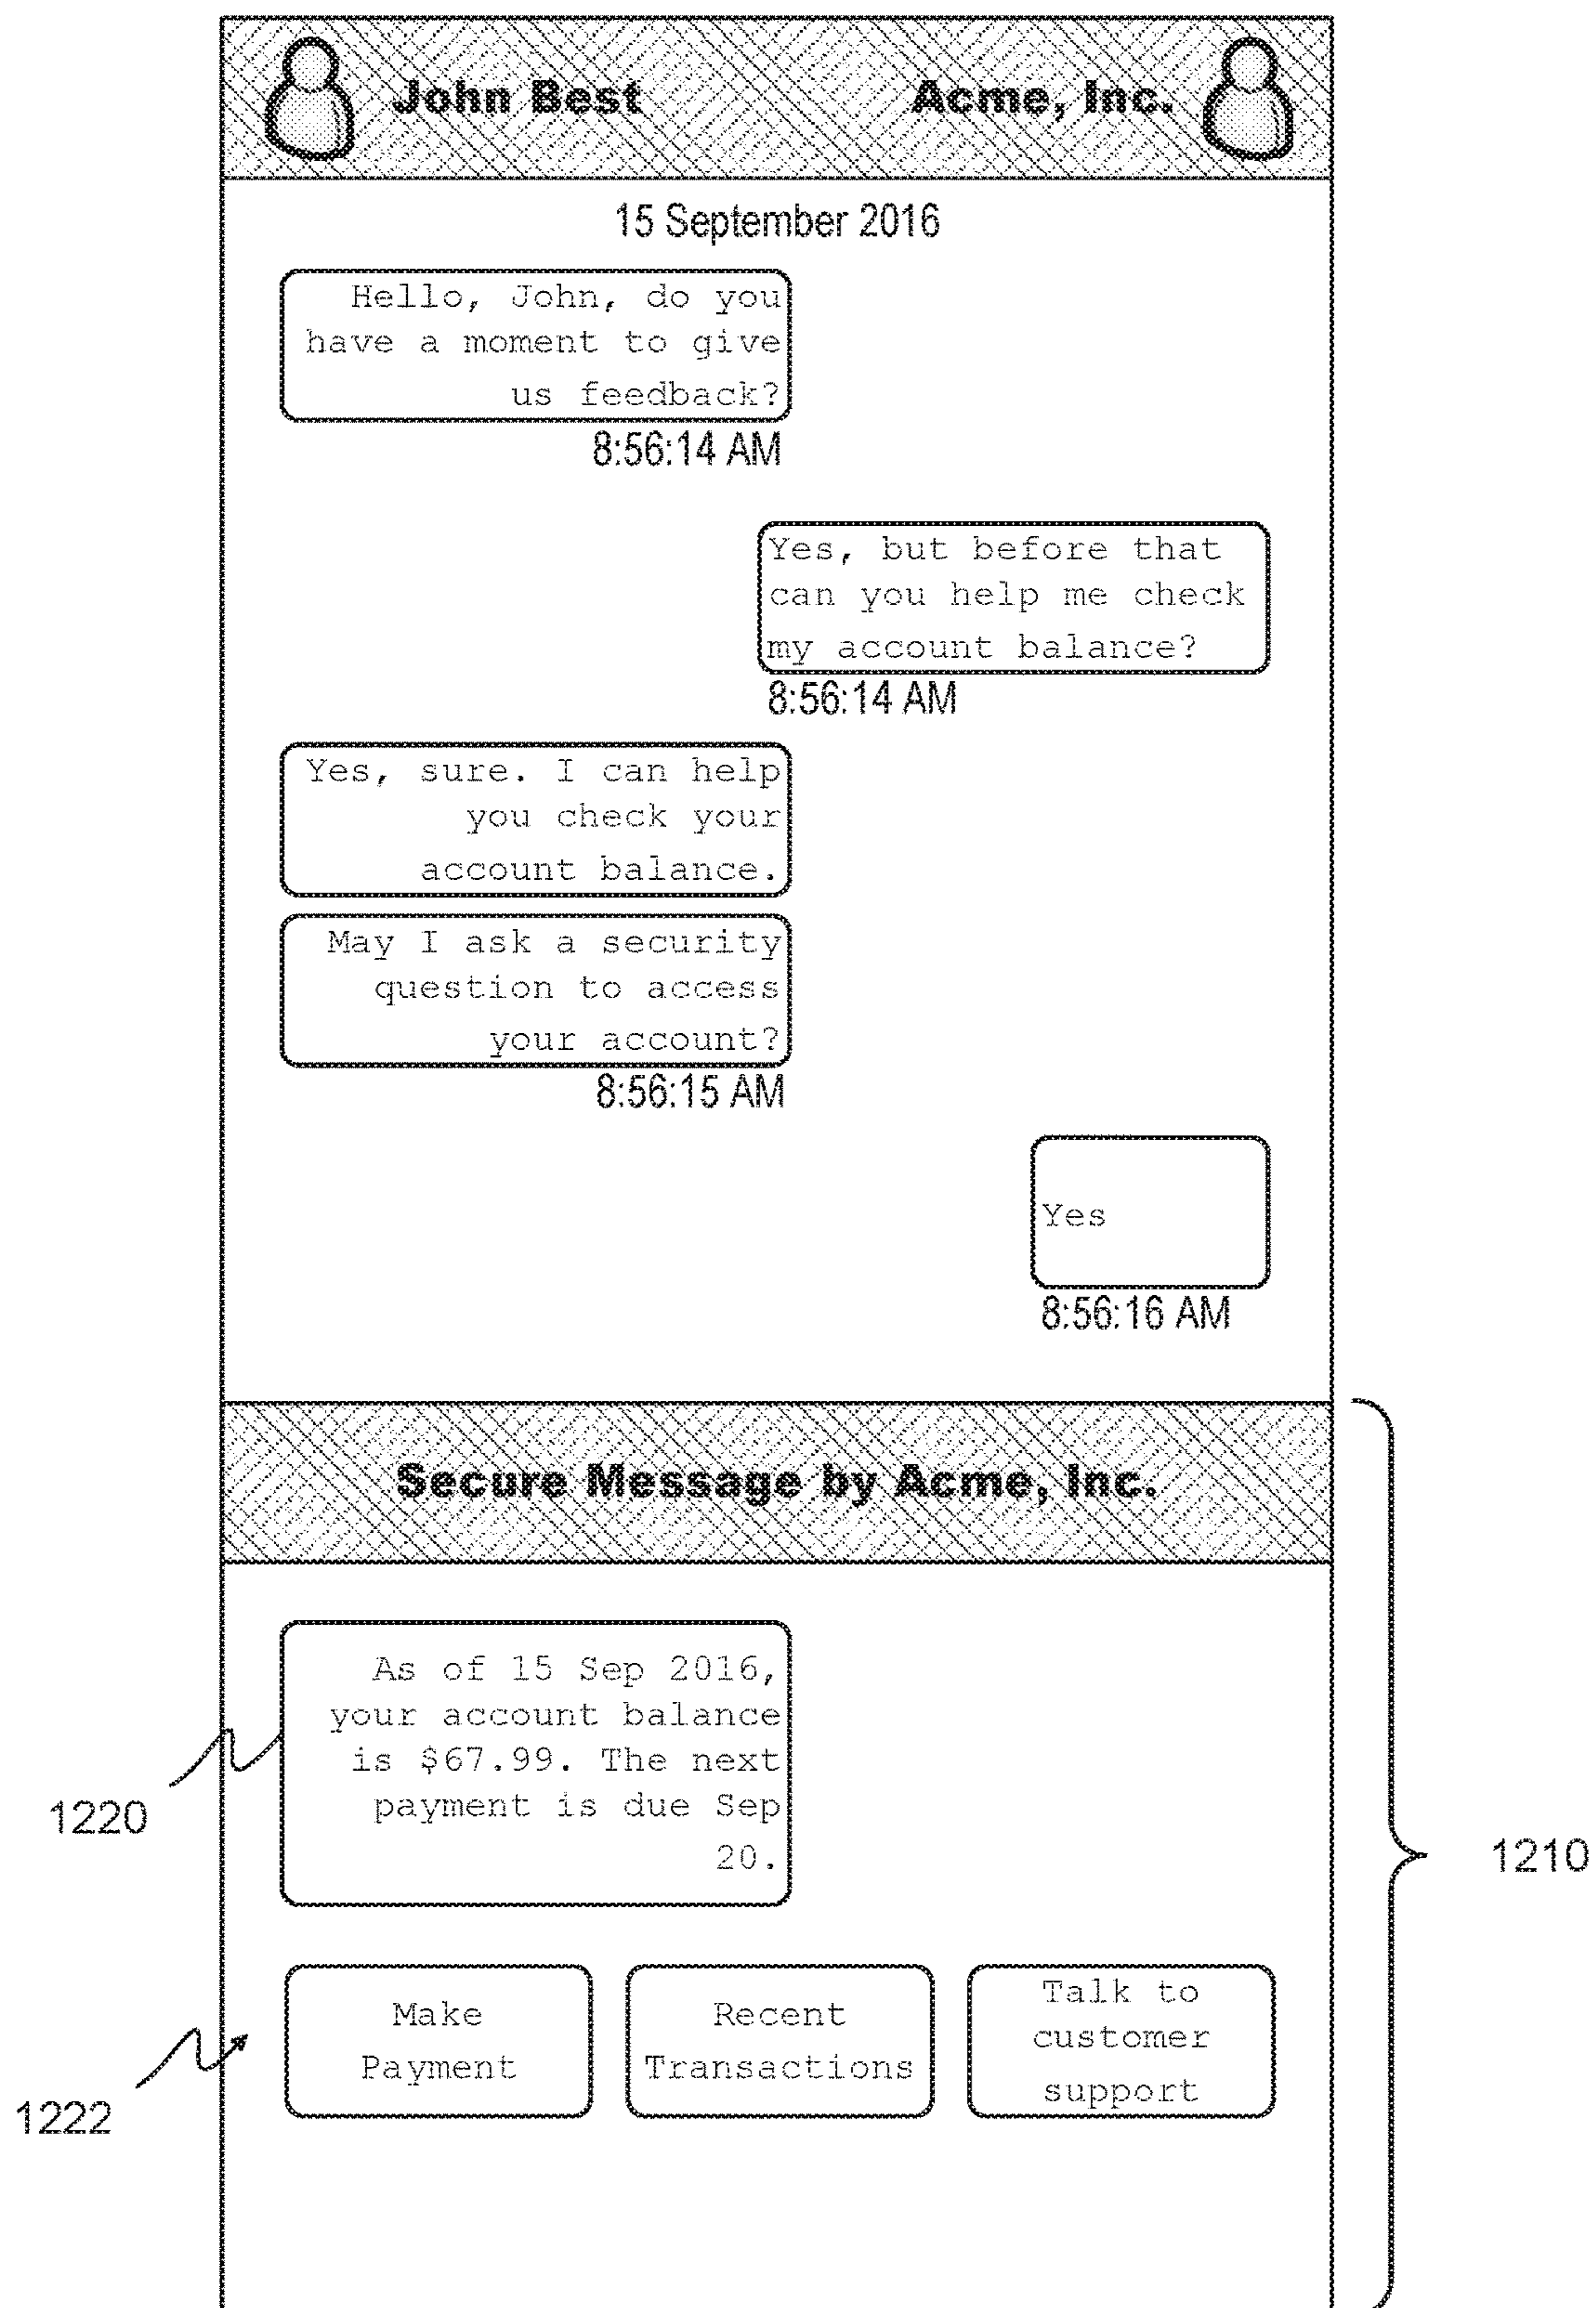 John Best Acme, Inc.
15 September 2016
Hello, John, do you
have a moment to give
us feedback?
8:56:14 AM
Yes, but before that
can you help me check
my account balance?
8:56:14 AM
Yes, sure. I can help
you check your
account balance.
May I ask a security
question to access
your account?
8:56:15 AM
Yes
8:56:16 AM
Secure Message by Acme, Inc.
As of 15 Sep 2016,
your account balance
is $67.99. The next
payment is due Sep
20.
1220
1210
Make
Payment
Recent
Transactions
Talk to
customer
support
1222